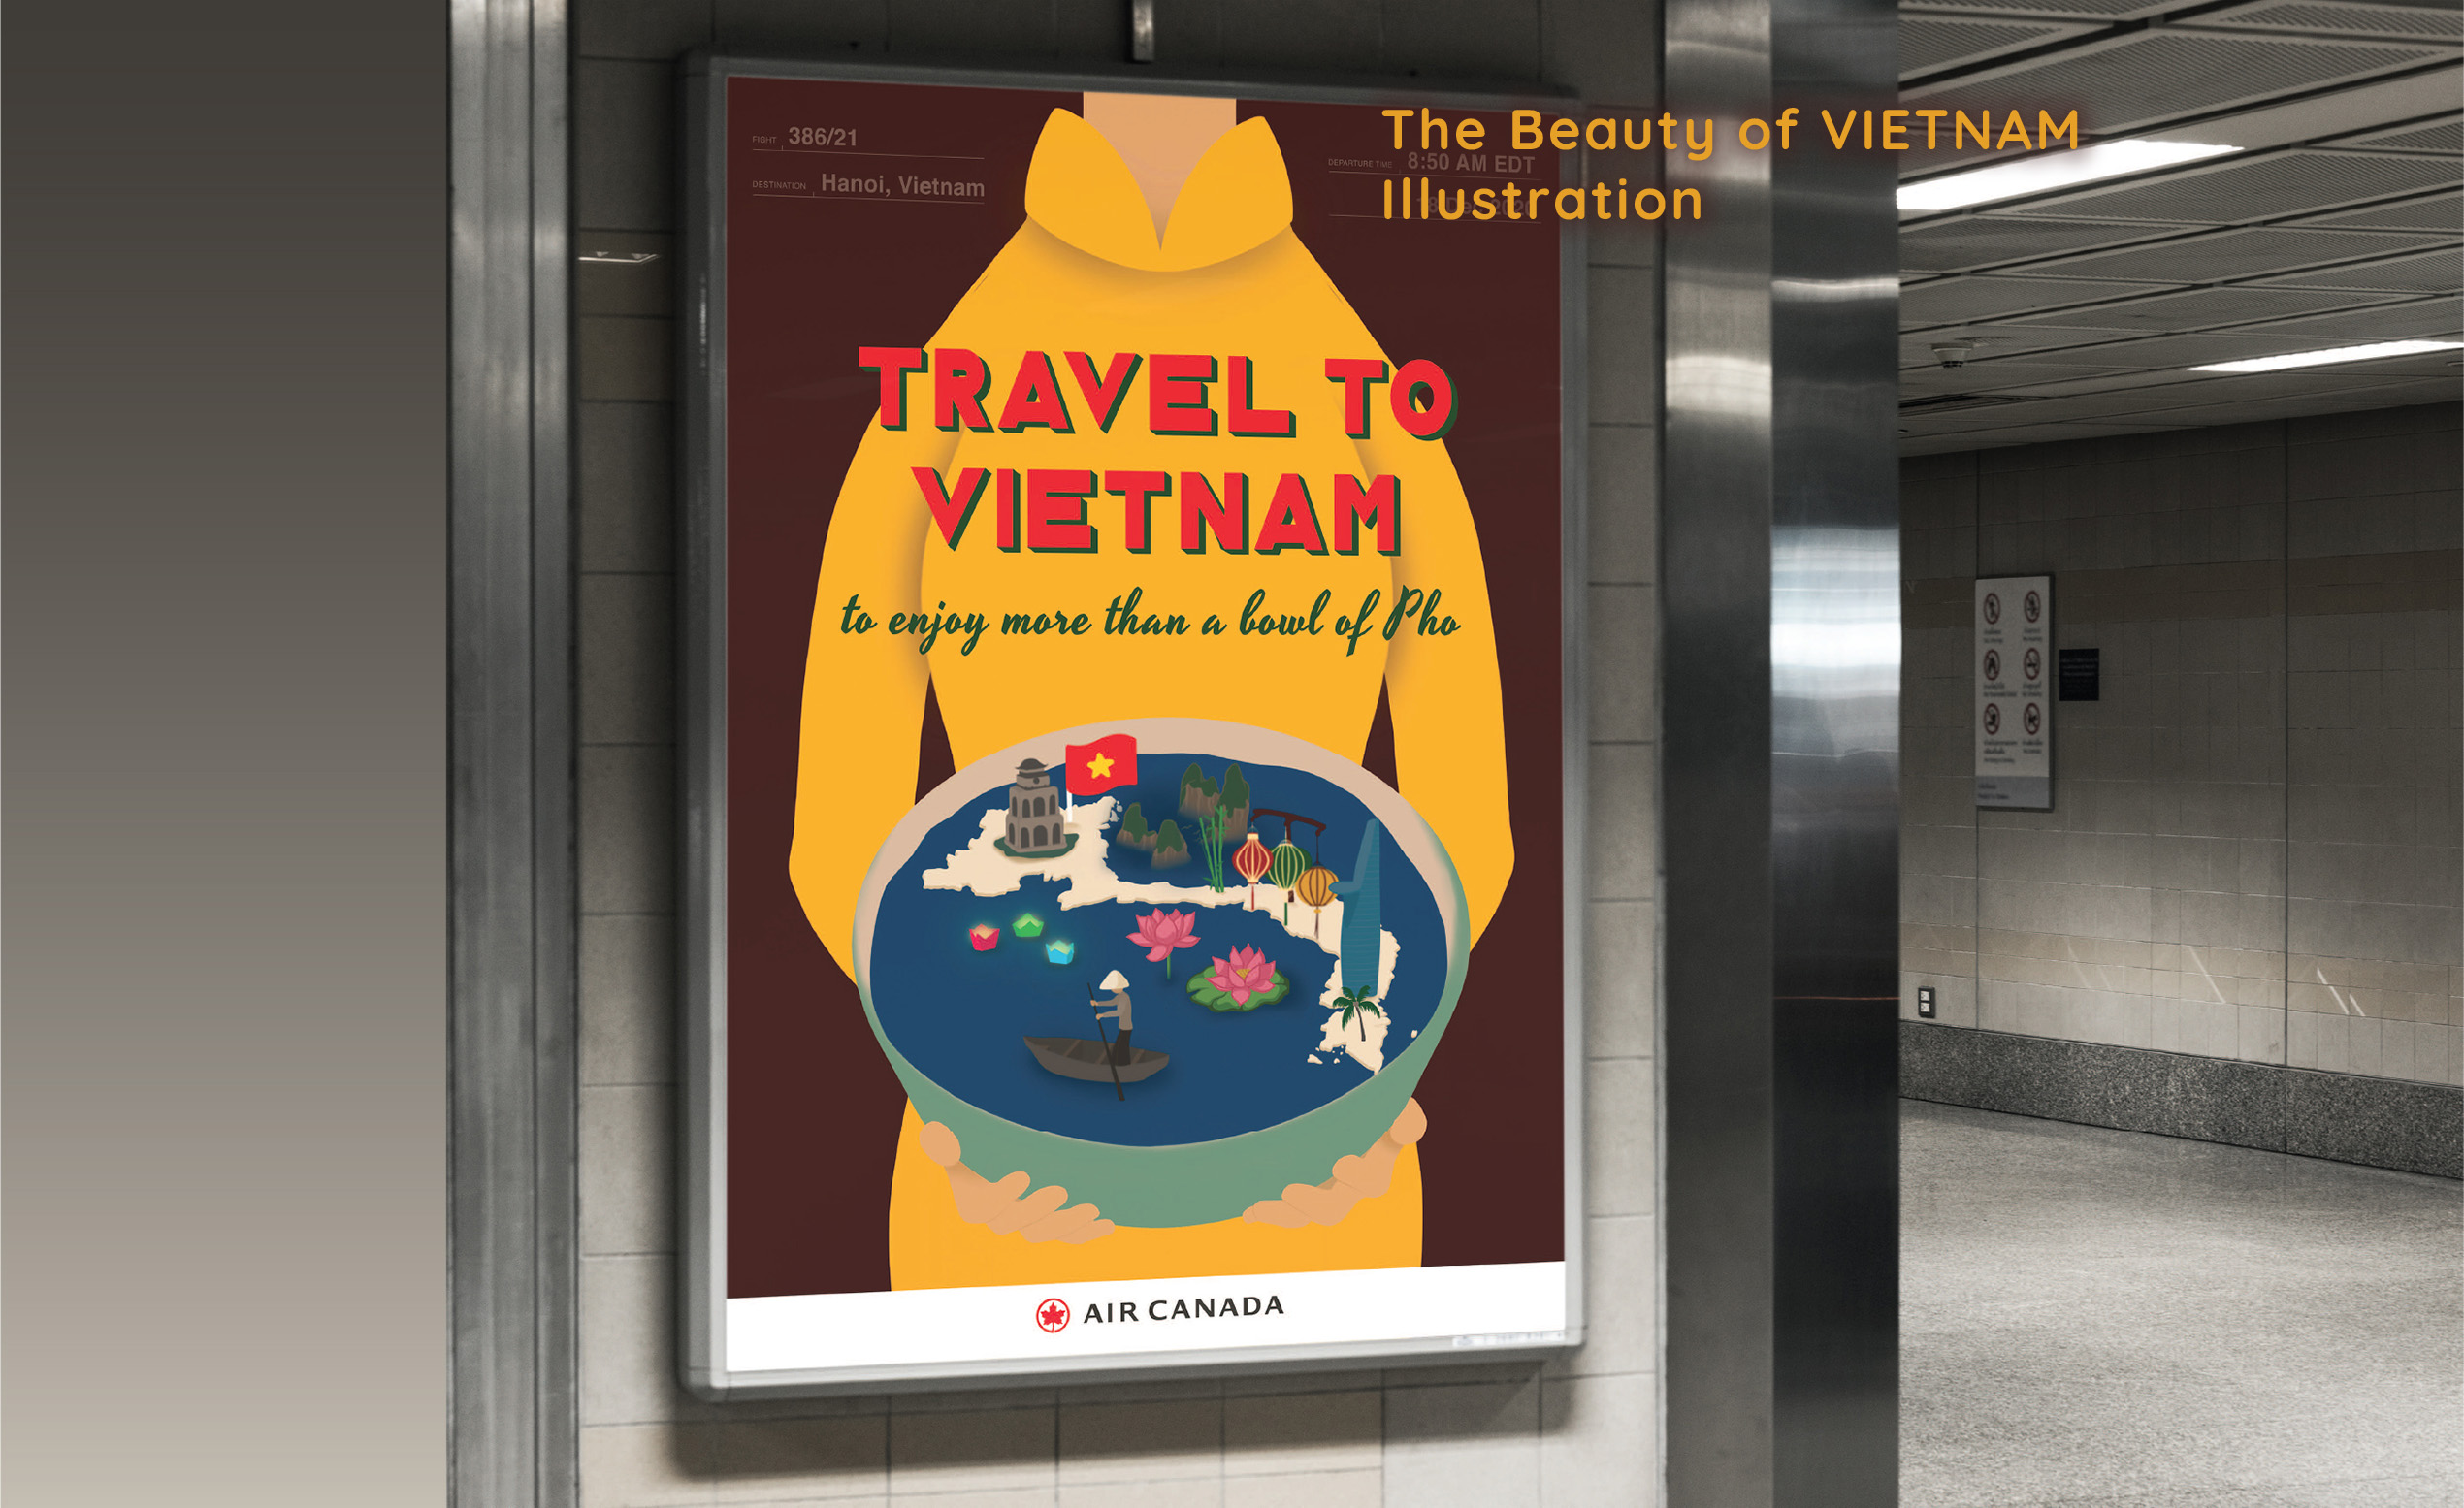 The Beauty of VIETNAM
Illustration
FIGHT 386/21
DESTINATION Hanoi, Vietnam
DEPARTURE TIME 8:50 AM EDT
TRAVEL TO
VIETNAM
to enjoy more than a bowl of Pho
AIR CANADA